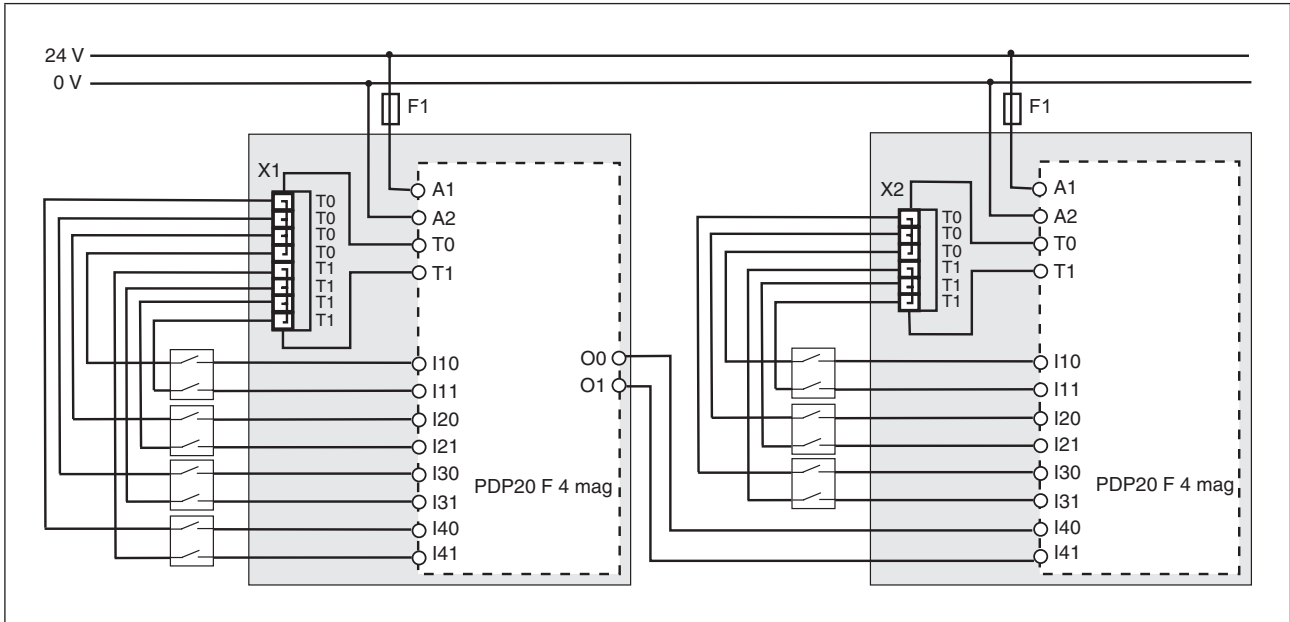 24 V
0 V
F1
F1
X1
T0
T0
T0
T0
T1
T1
T1
T1
A1
A2
T0
T1
I10
I11
I20
I21
I30
I31
I40
I41
O0
O1
PDP20 F 4 mag
X2
T0
T0
T0
T1
T1
T1
A1
A2
T0
T1
I10
I11
I20
I21
I30
I31
I40
I41
PDP20 F 4 mag